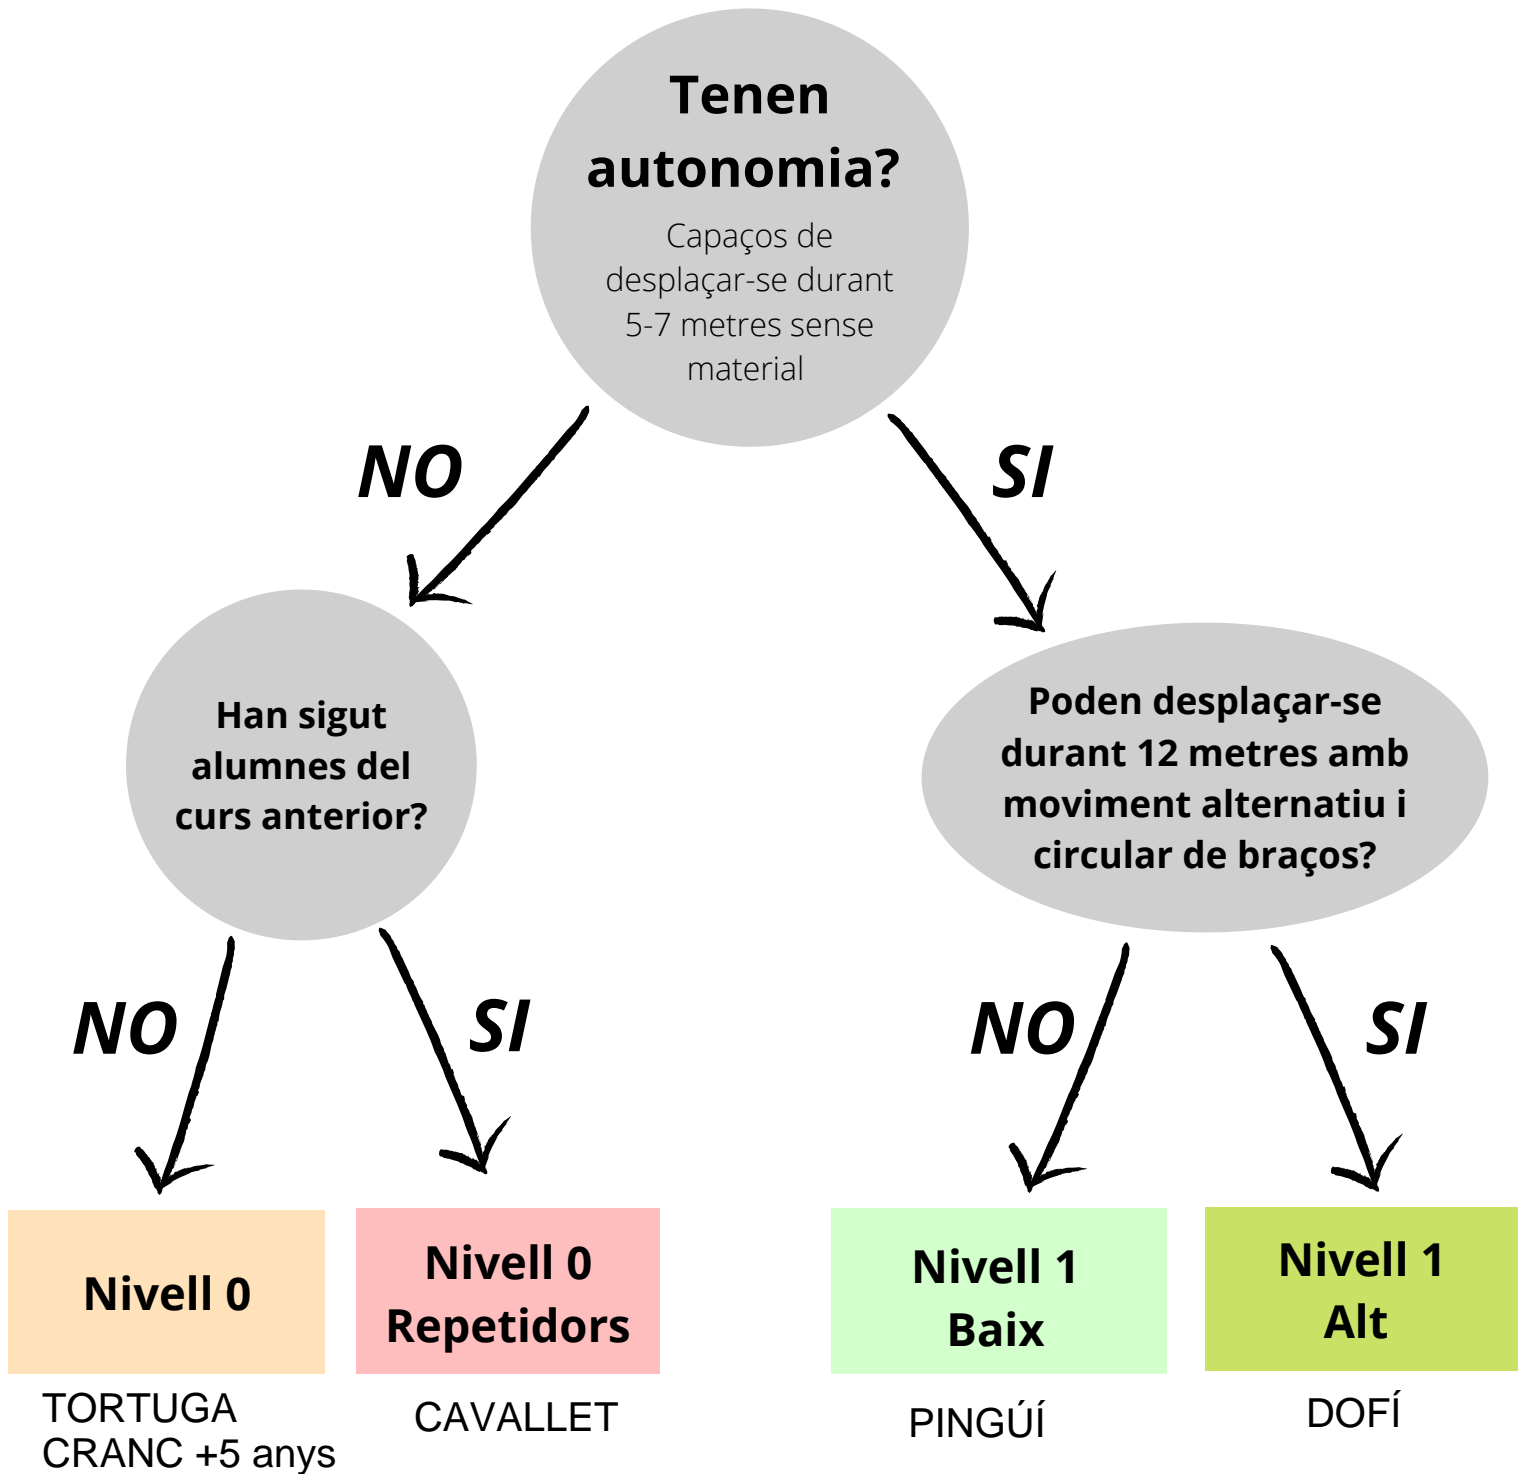 Tenen
autonomia?
Capaços de
desplaçar-se durant
5-7 metres sense
material
NO
SI
Han sigut
alumnes del
curs anterior?
Poden desplaçar-se
durant 12 metres amb
moviment alternatiu i
circular de braços?
NO
SI
NO
SI
Nivell 0
Nivell 0
Repetidors
Nivell 1
Baix
Nivell 1
Alt
TORTUGA
CRANC +5 anys
CAVALLET
PINGÚÍ
DOFÍ